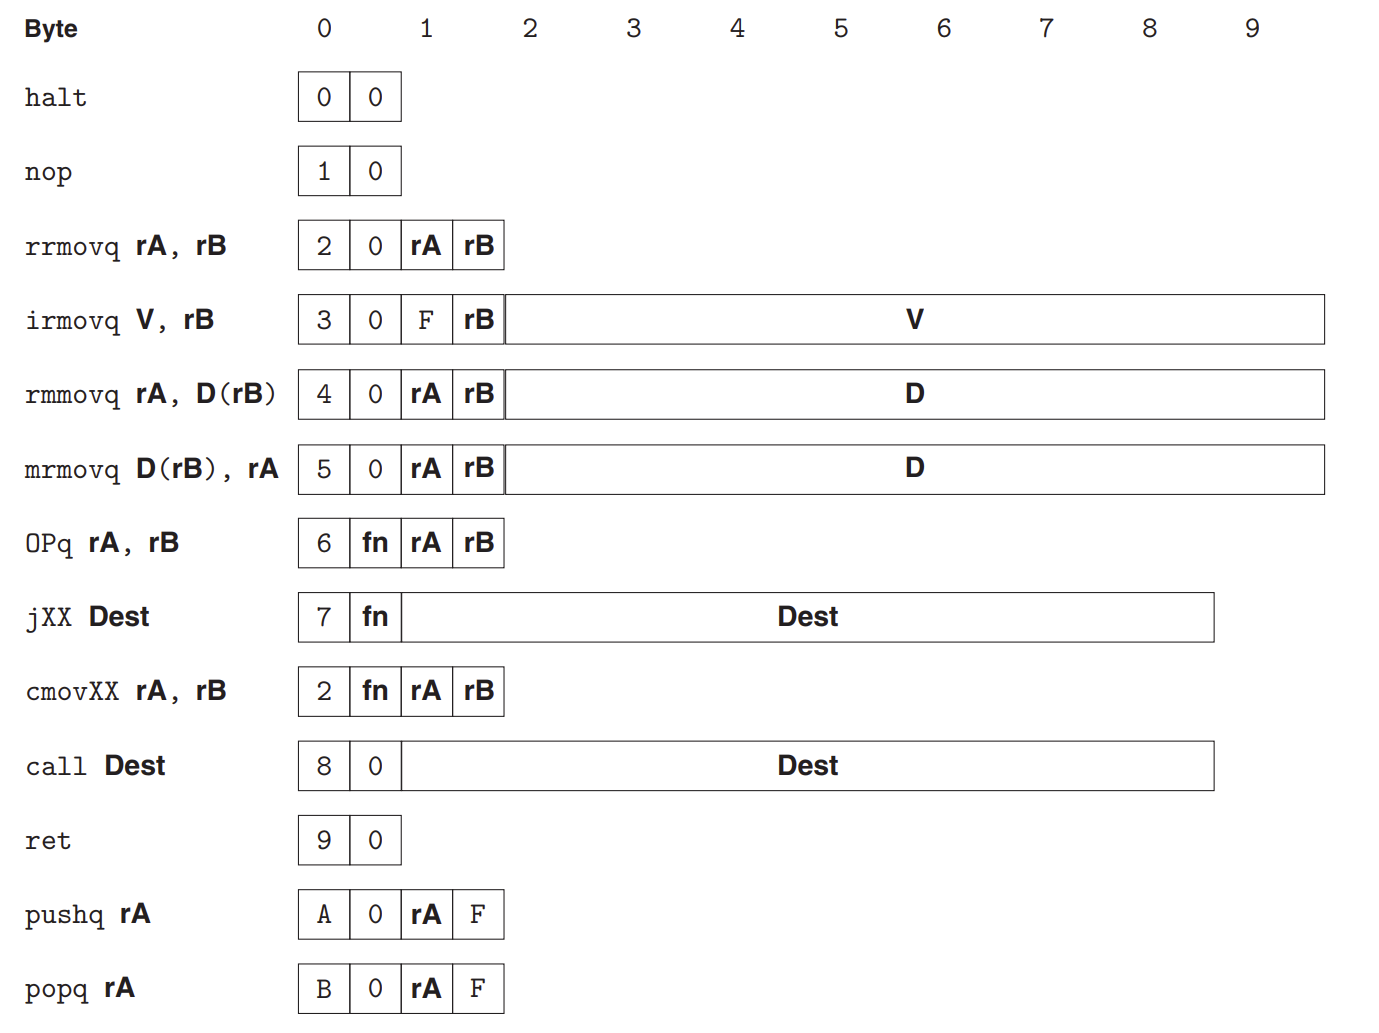 Byte 0 1 2 3 4 5 6 7 8 9
halt 0 0
nop 1 0
rrmovq rA, rB 2 0 rA rB
irmovq V, rB 3 0 F rB V
rmmovq rA, D(rB) 4 0 rA rB D
mrmovq D(rB), rA 5 0 rA rB D
OPq rA, rB 6 fn rA rB
jXX Dest 7 fn Dest
cmovXX rA, rB 2 fn rA rB
call Dest 8 0 Dest
ret 9 0
pushq rA A 0 rA F
popq rA B 0 rA F